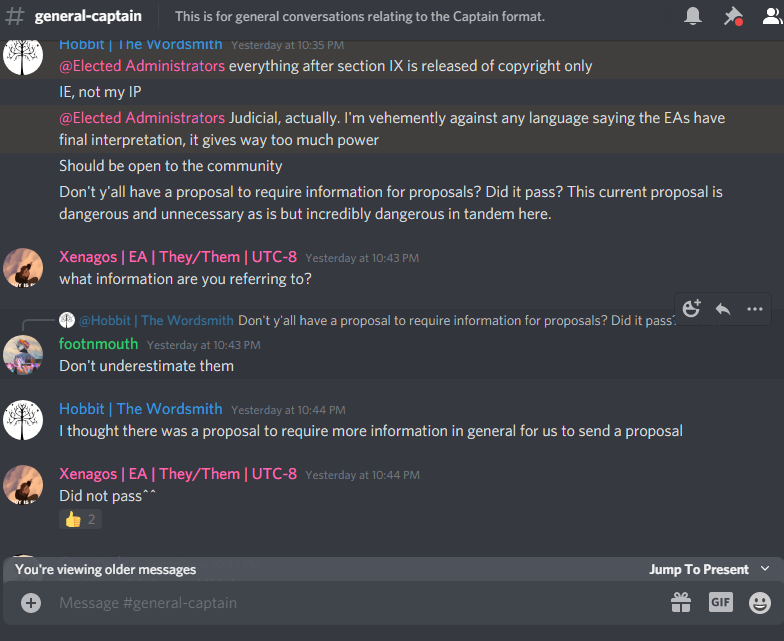 general-captain This is for general conversations relating to the Captain format.
Hobbit | The Wordsmith Yesterday at 10:35 PM
@Elected Administrators everything after section IX is released of copyright only
IE, not my IP
@Elected Administrators Judicial, actually. I'm vehemently against any language saying the EAs have
final interpretation, it gives way too much power
Should be open to the community
Don't y'all have a proposal to require information for proposals? Did it pass? This current proposal is
dangerous and unnecessary as is but incredibly dangerous in tandem here.
Xenagos | EA | They/Them | UTC-8 Yesterday at 10:43 PM
what information are you referring to?
@Hobbit | The Wordsmith Don't y'all have a proposal to require information for proposals? Did it pass?
footnmouth Yesterday at 10:43 PM
Don't underestimate them
Hobbit | The Wordsmith Yesterday at 10:44 PM
I thought there was a proposal to require more information in general for us to send a proposal
Xenagos | EA | They/Them | UTC-8 Yesterday at 10:44 PM
Did not pass^^
2
You're viewing older messages Jump To Present
Message #general-captain GIF